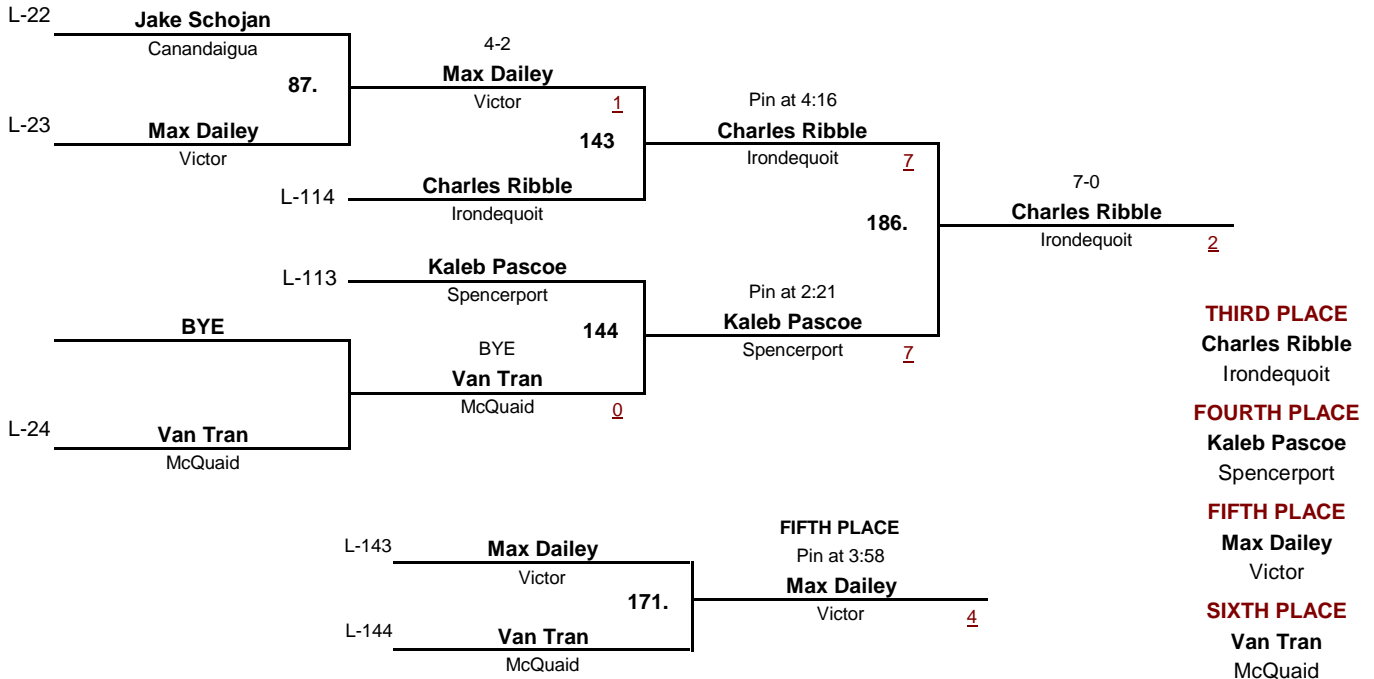 L-22
Jake Schojan
Canandaigua
87.
L-23
Max Dailey
Victor
4-2
Max Dailey
Victor
1
143
L-114
Charles Ribble
Irondequoit
Pin at 4:16
Charles Ribble
Irondequoit
7
186.
7-0
Charles Ribble
Irondequoit
2
L-113
Kaleb Pascoe
Spencerport
144
BYE
BYE
Van Tran
McQuaid
0
L-24
Van Tran
McQuaid
Pin at 2:21
Kaleb Pascoe
Spencerport
7
THIRD PLACE
Charles Ribble
Irondequoit
FOURTH PLACE
Kaleb Pascoe
Spencerport
FIFTH PLACE
Max Dailey
Victor
SIXTH PLACE
Van Tran
McQuaid
L-143
Max Dailey
Victor
171.
L-144
Van Tran
McQuaid
FIFTH PLACE
Pin at 3:58
Max Dailey
Victor
4